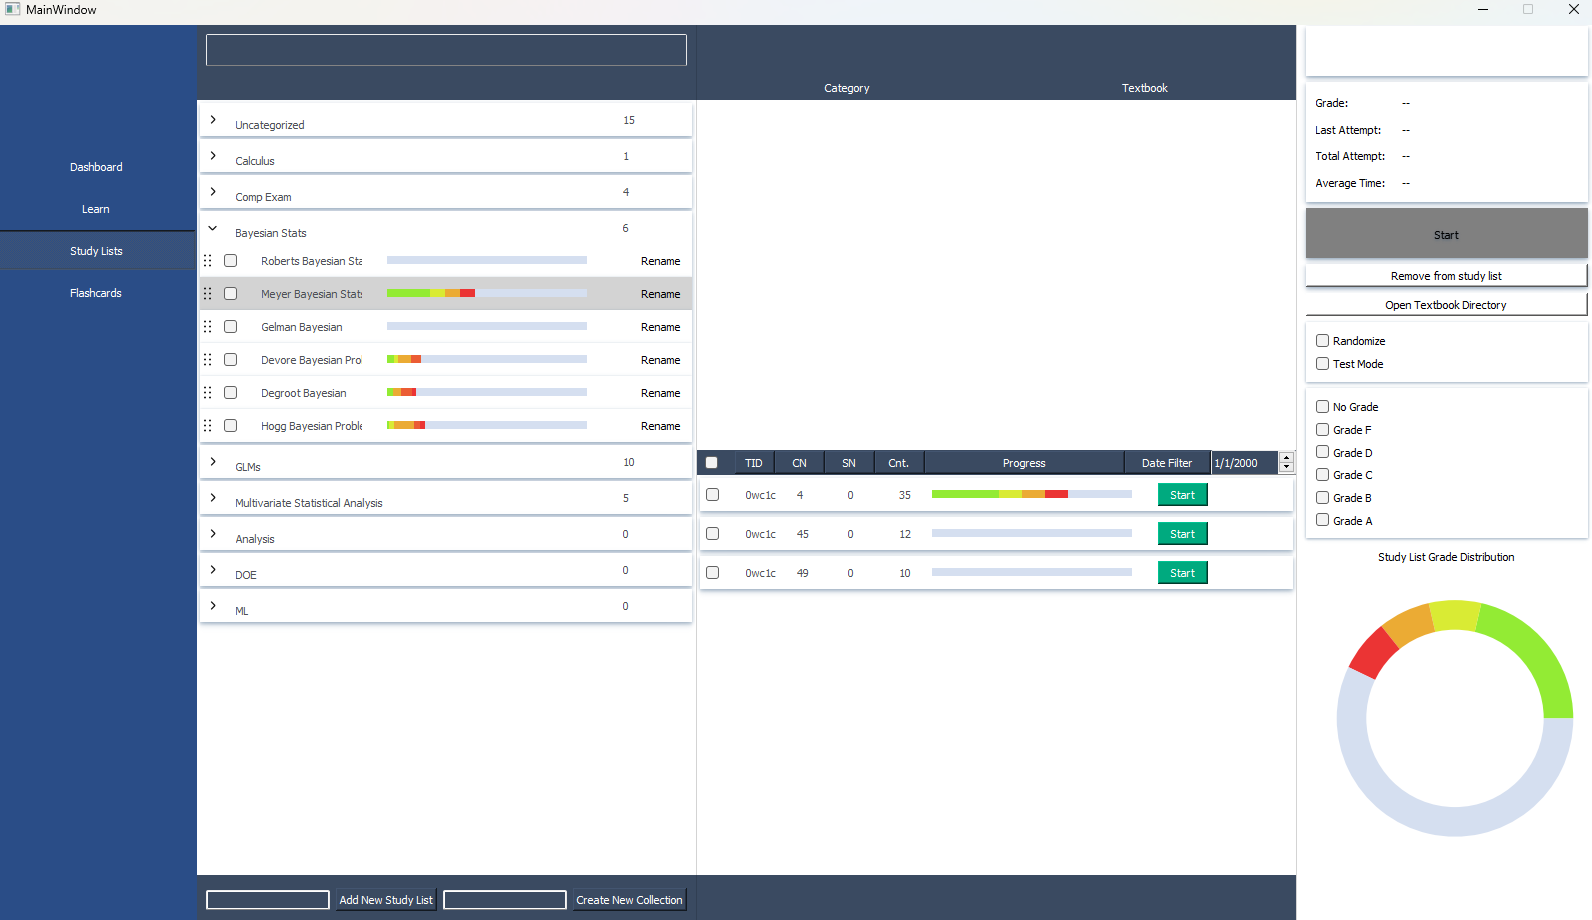 MainWindow
Dashboard
Learn
Study Lists
Flashcards
Uncategorized 15
Calculus 1
Comp Exam 4
Bayesian Stats 6
Roberts Bayesian Sta Rename
Meyer Bayesian Stat Rename
Gelman Bayesian Rename
Devore Bayesian Pro Rename
Degroot Bayesian Rename
Hogg Bayesian Proble Rename
GLMs 10
Multivariate Statistical Analysis 5
Analysis 0
DOE 0
ML 0
Add New Study List Create New Collection
Category Textbook
TID CN SN Cnt. Progress Date Filter 1/1/2000
0wc1c 4 0 35 Start
0wc1c 45 0 12 Start
0wc1c 49 0 10 Start
Grade: --
Last Attempt: --
Total Attempt: --
Average Time: --
Start
Remove from study list
Open Textbook Directory
Randomize
Test Mode
No Grade
Grade F
Grade D
Grade C
Grade B
Grade A
Study List Grade Distribution